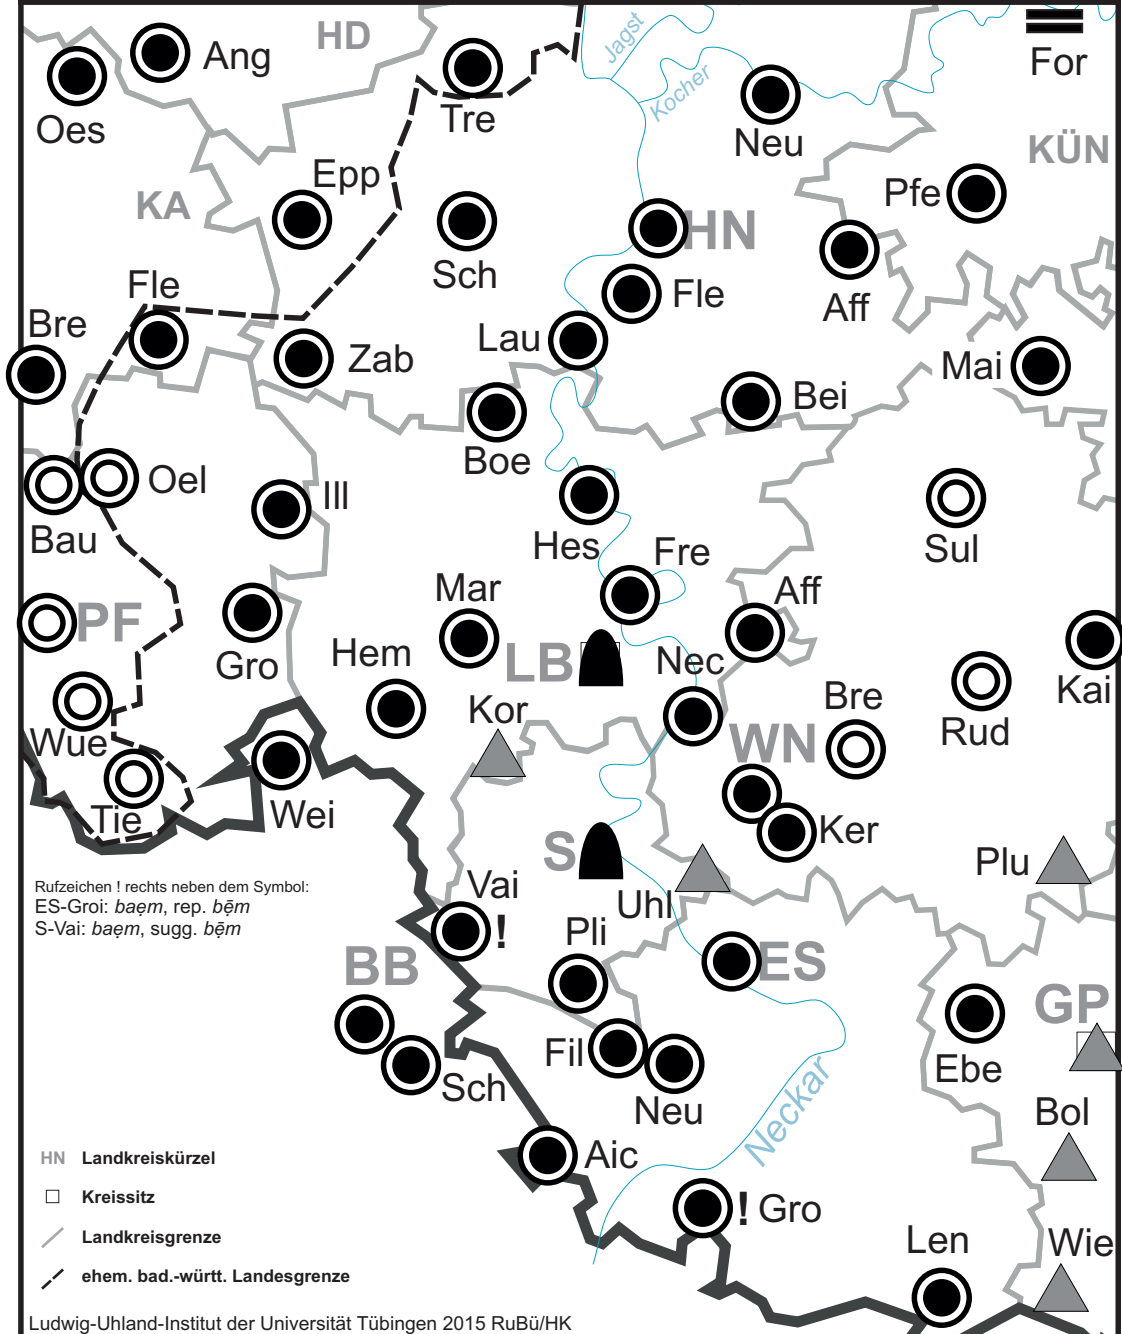 HD
Jagst
Ang
For
Oes
Tre
Kocher
Neu
KÜN
Epp
KA
Pfe
HN
Sch
Fle
Fle
Aff
Bre
Lau
Zab
Mai
Bei
Boe
Oel
Ill
Bau
Hes
Sul
Fre
Mar
Aff
PF
Hem
Gro
LB
Nec
Kai
Bre
Kor
Rud
Wue
WN
Tie
Wei
Ker
S
Plu
Rufzeichen ! rechts neben dem Symbol:
ES-Groi: baẹm, rep. bẹ̄m
S-Vai: baẹm, sugg. bẹ̄m
Vai
!
Uhl
Pli
BB
ES
GP
Fil
Ebe
Sch
Neu
Neckar
Bol
Aic
HN Landkreiskürzel
Kreissitz
! Gro
Landkreisgrenze
Len
Wie
ehem. bad.-württ. Landesgrenze
Ludwig-Uhland-Institut der Universität Tübingen 2015 RuBü/HK